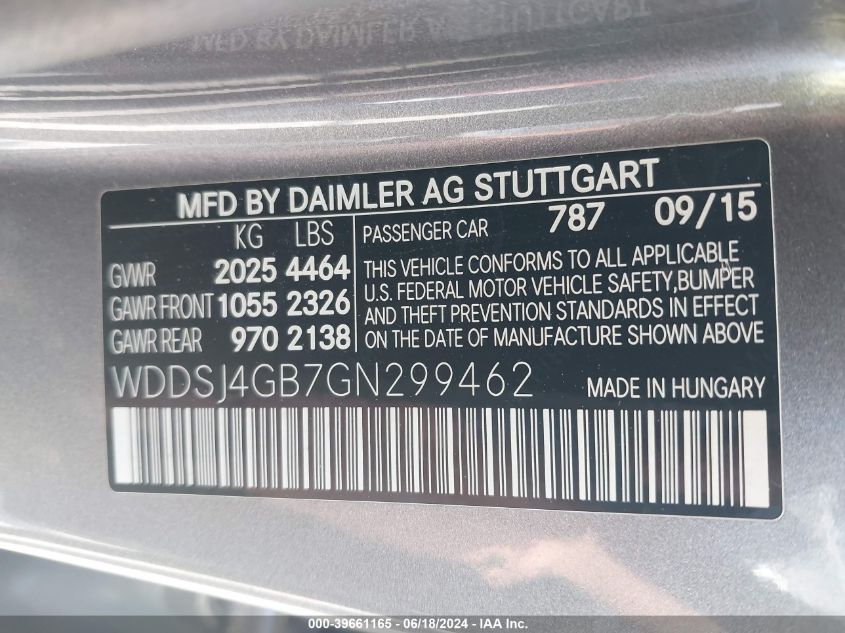 MFD BY DAIMLER AG STUTTGART
KG LBS
GVWR 2025 4464
GAWR FRONT 1055 2326
GAWR REAR 970 2138
PASSENGER CAR 787 09/15
THIS VEHICLE CONFORMS TO ALL APPLICABLE
U.S. FEDERAL MOTOR VEHICLE SAFETY,BUMPER
AND THEFT PREVENTION STANDARDS IN EFFECT
ON THE DATE OF MANUFACTURE SHOWN ABOVE
WDDSJ4GB7GN299462 MADE IN HUNGARY
000-39661165 - 06/18/2024 - IAA Inc.